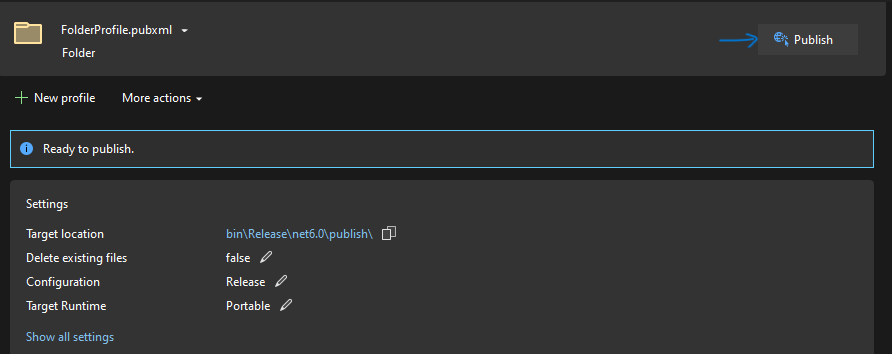 FolderProfile.pubxml
Folder
Publish
New profile
More actions
Ready to publish.
Settings
Target location bin\Release\net6.0\publish\
Delete existing files false
Configuration Release
Target Runtime Portable
Show all settings